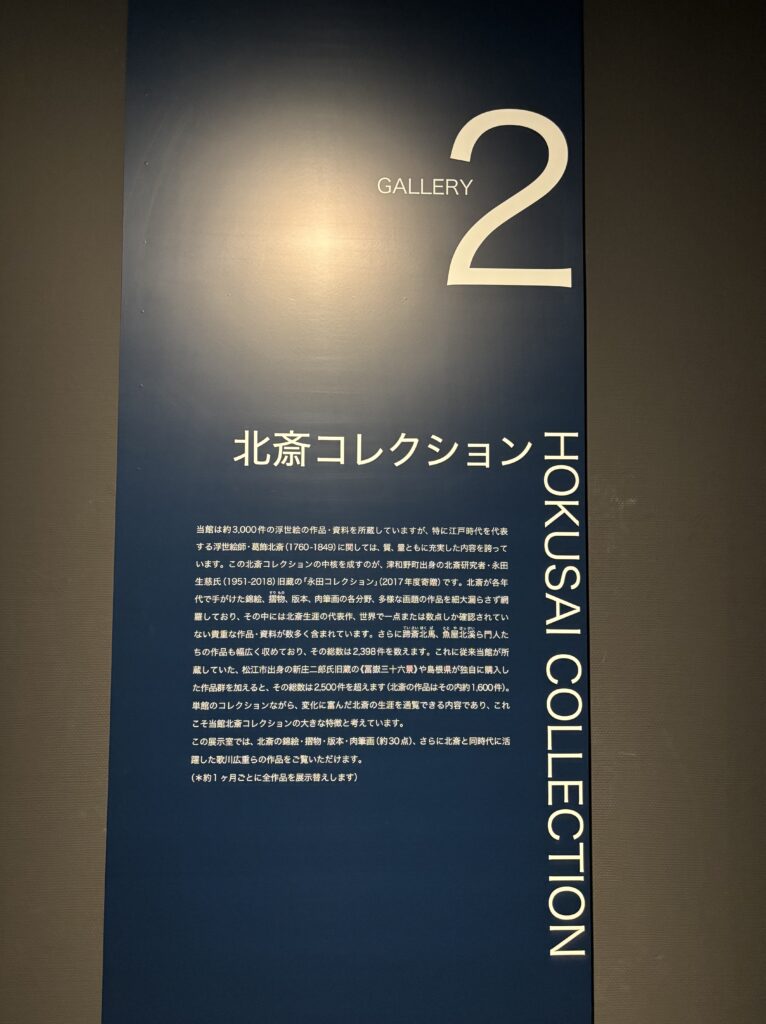 GALLERY
2
北斎コレクション
HOKUSAI COLLECTION
当館は約3,000件の浮世絵の作品・資料を所蔵していますが、特に江戸時代を代表
する浮世絵師・葛飾北斎(1760-1849)に関しては、質、量ともに充実した内容を誇って
います。この北斎コレクションの中核を成すのが、津和野町出身の北斎研究者・永田
生慈氏(1951-2018)旧蔵の「永田コレクション」(2017年度寄贈)です。北斎が各年
代で手がけた錦絵、摺物、版本、肉筆画の各分野、多様な画題の作品を細大漏らさず網
羅しており、その中には北斎生涯の代表作、世界で一点または数点しか確認されてい
ない貴重な作品・資料が数多く含まれています。さらに蹄斎北馬、魚屋北溪ら門人た
ちの作品も幅広く収めており、その総数は2,398件を数えます。これに従来当館が所
蔵していた、松江市出身の新庄二郎氏旧蔵の《冨嶽三十六景》や島根県が独自に購入し
た作品群を加えると、その総数は2,500件を超えます(北斎の作品はその内約1,600件)。
単館のコレクションながら、変化に富んだ北斎の生涯を通覧できる内容であり、これ
こそ当館北斎コレクションの大きな特徴と考えています。
この展示室では、北斎の錦絵・摺物・版本・肉筆画(約30点)、さらに北斎と同時代に活
躍した歌川広重らの作品をご覧いただけます。
(＊約1ヶ月ごとに全作品を展示替えします)